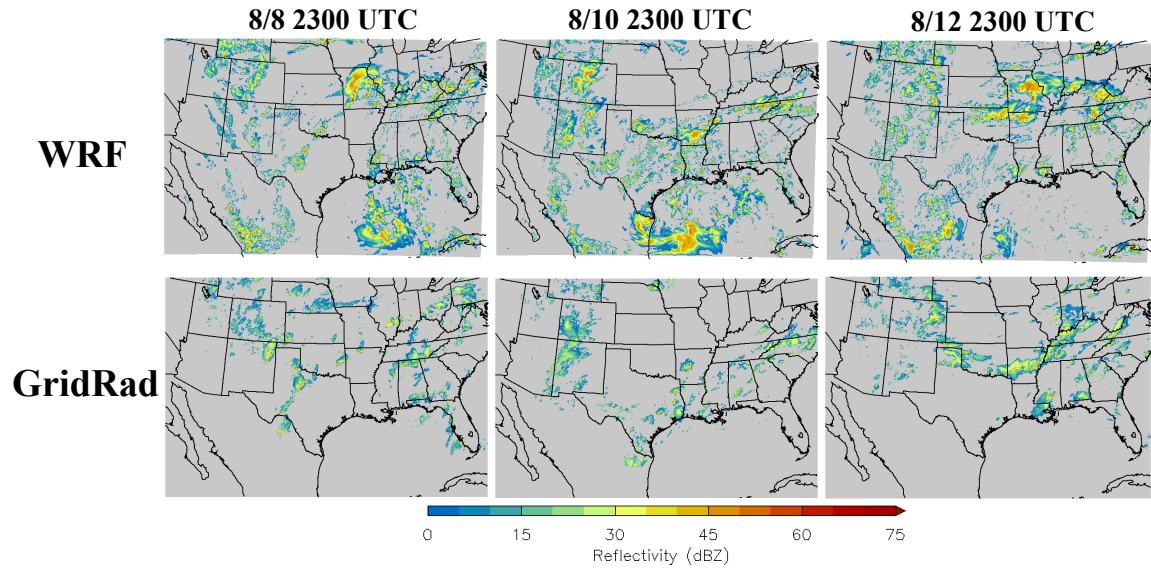 8/8 2300 UTC
8/10 2300 UTC
8/12 2300 UTC
WRF
GridRad
0 15 30 45 60 75
Reflectivity (dBZ)